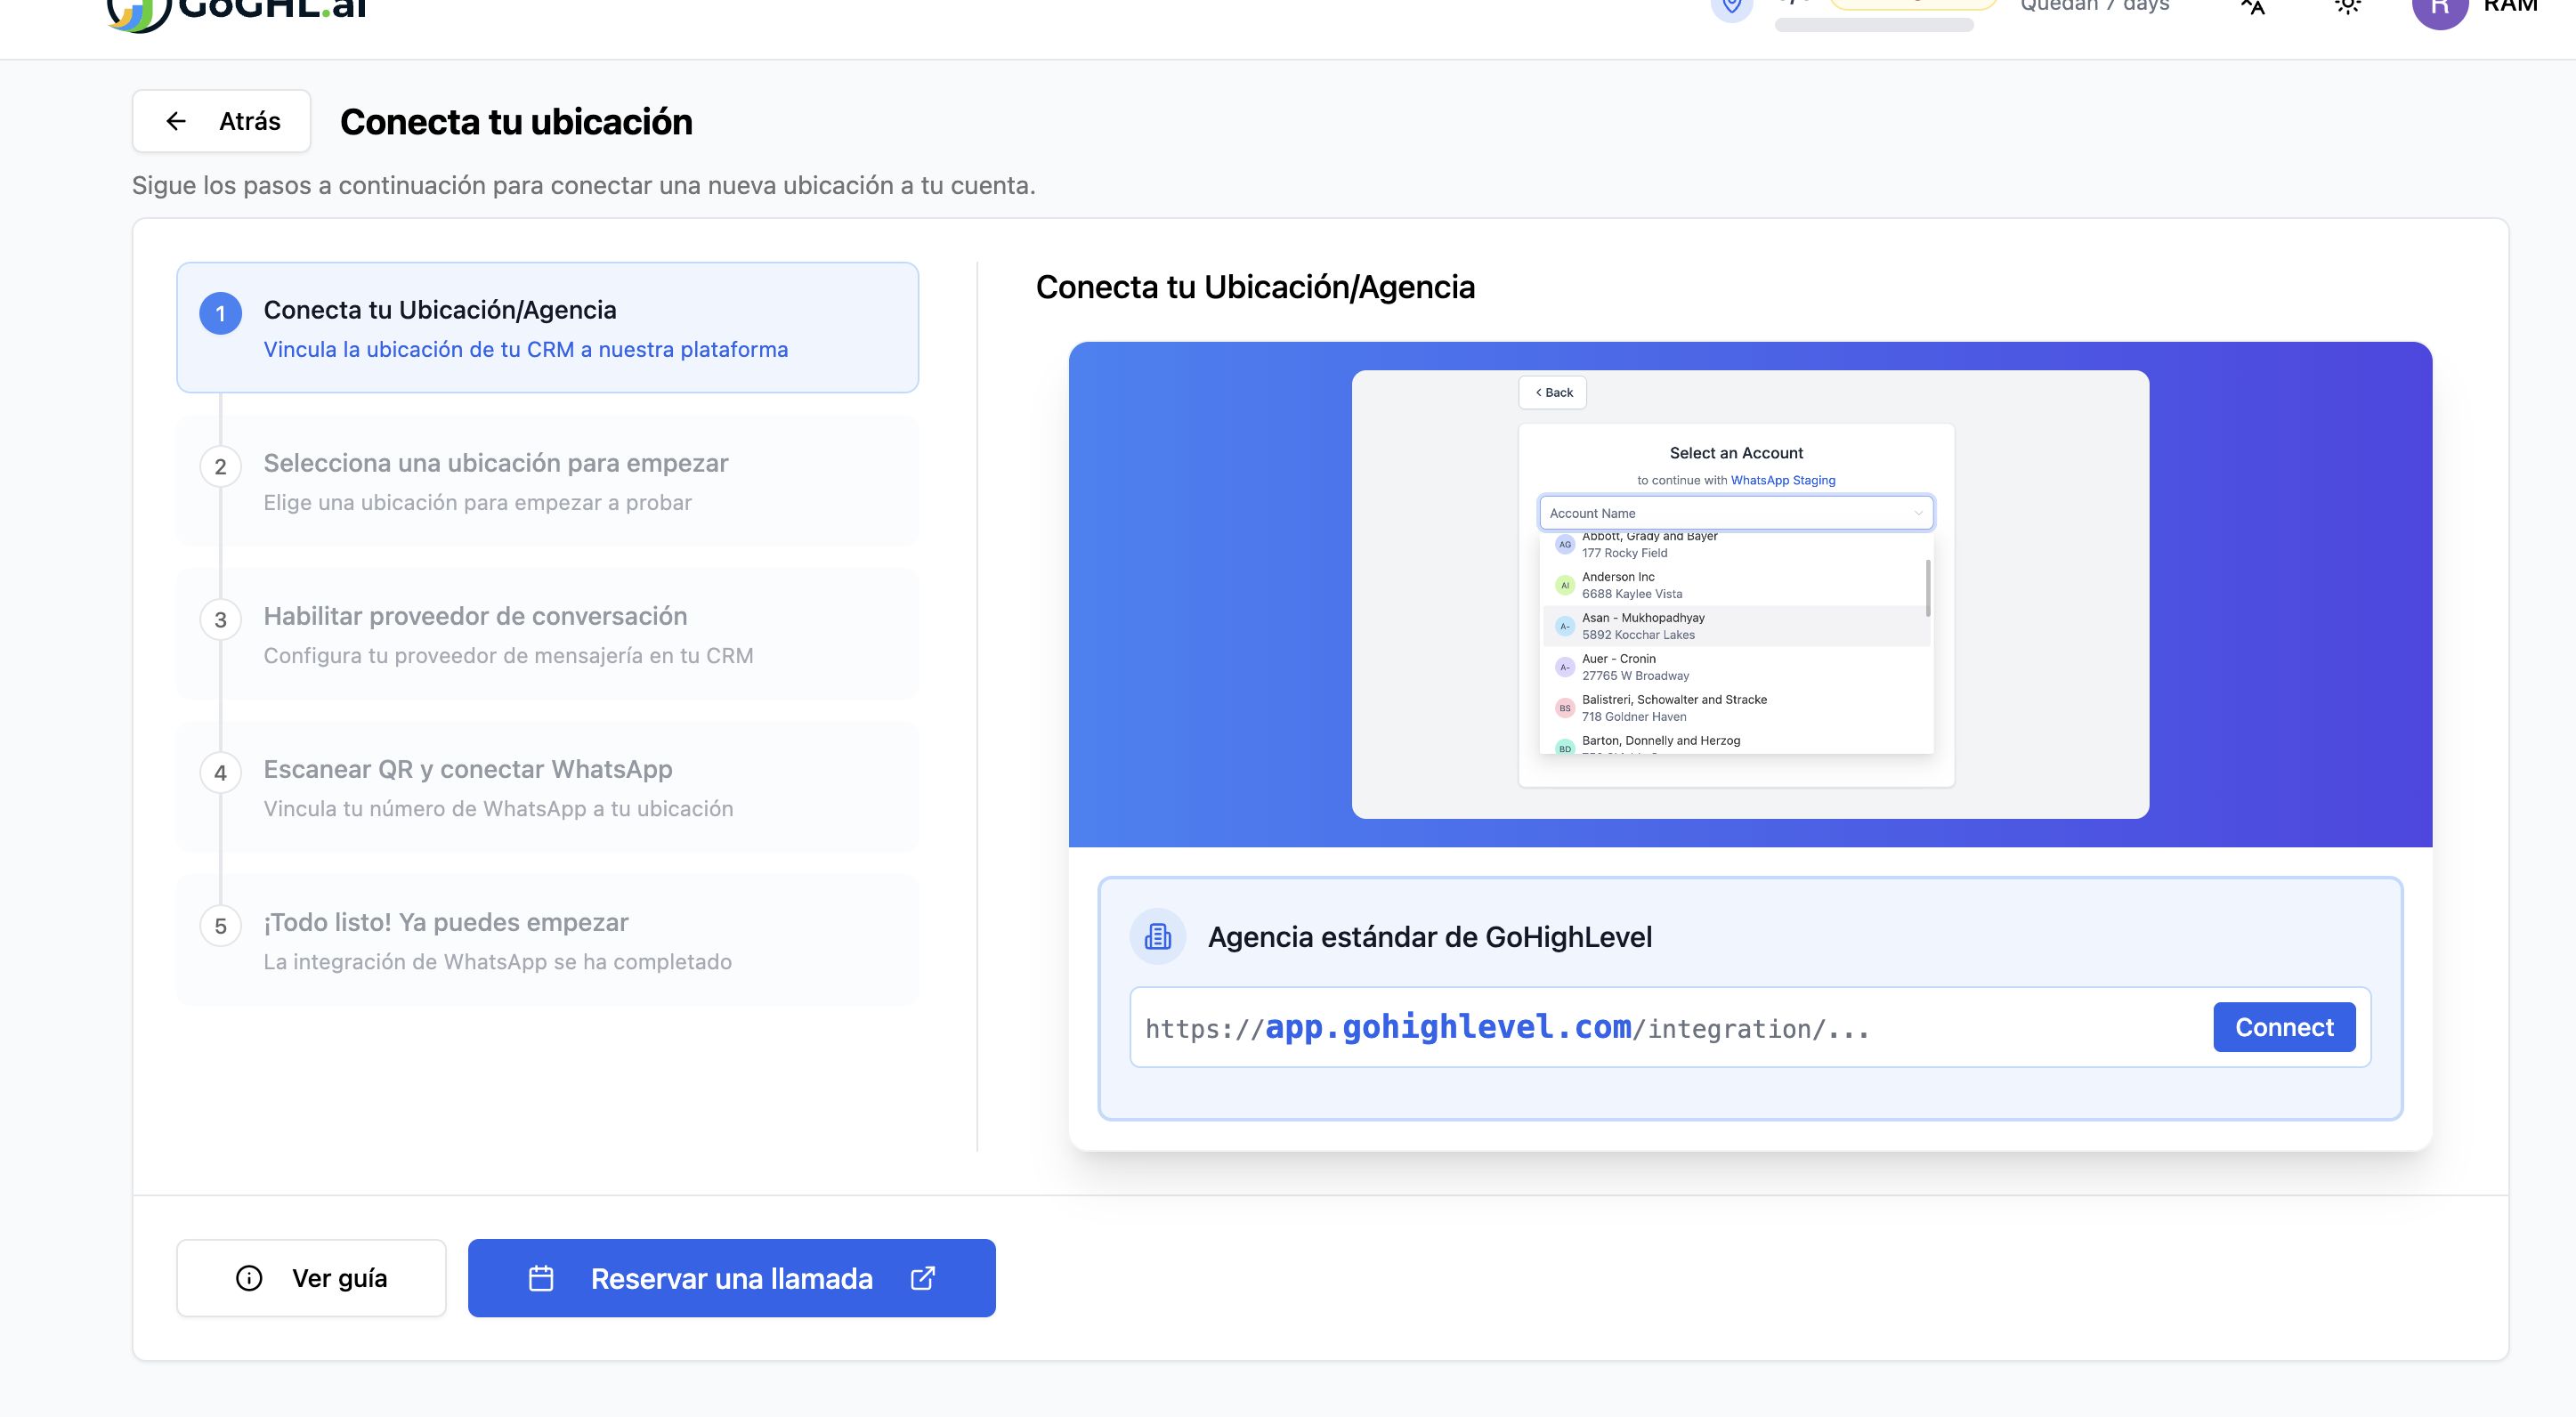 GoGHL.ai
Quedan 7 days
R
RAM
Atrás
Conecta tu ubicación
Sigue los pasos a continuación para conectar una nueva ubicación a tu cuenta.
1
Conecta tu Ubicación/Agencia
Vincula la ubicación de tu CRM a nuestra plataforma
2
Selecciona una ubicación para empezar
Elige una ubicación para empezar a probar
3
Habilitar proveedor de conversación
Configura tu proveedor de mensajería en tu CRM
4
Escanear QR y conectar WhatsApp
Vincula tu número de WhatsApp a tu ubicación
5
¡Todo listo! Ya puedes empezar
La integración de WhatsApp se ha completado
Conecta tu Ubicación/Agencia
Back
Select an Account
to continue with WhatsApp Staging
Account Name
AG
Abbott, Grady and Bayer
177 Rocky Field
AI
Anderson Inc
6688 Kaylee Vista
A-
Asan - Mukhopadhyay
5892 Kocchar Lakes
A-
Auer - Cronin
27765 W Broadway
BS
Balistreri, Schowalter and Stracke
718 Goldner Haven
BD
Barton, Donnelly and Herzog
Agencia estándar de GoHighLevel
https://app.gohighlevel.com/integration/...
Connect
Ver guía
Reservar una llamada